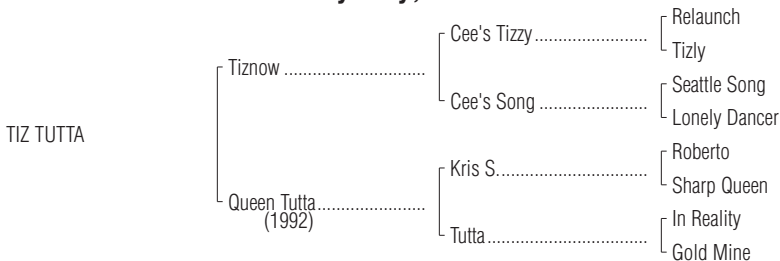 Relaunch
Cee's Tizzy..............................
Tizly
Tiznow ..............................
Seattle Song
Cee's Song ..........................
Lonely Dancer
TIZ TUTTA
Roberto
Kris S.....................................
Sharp Queen
Queen Tutta.......................
(1992)
In Reality
Tutta.......................................
Gold Mine